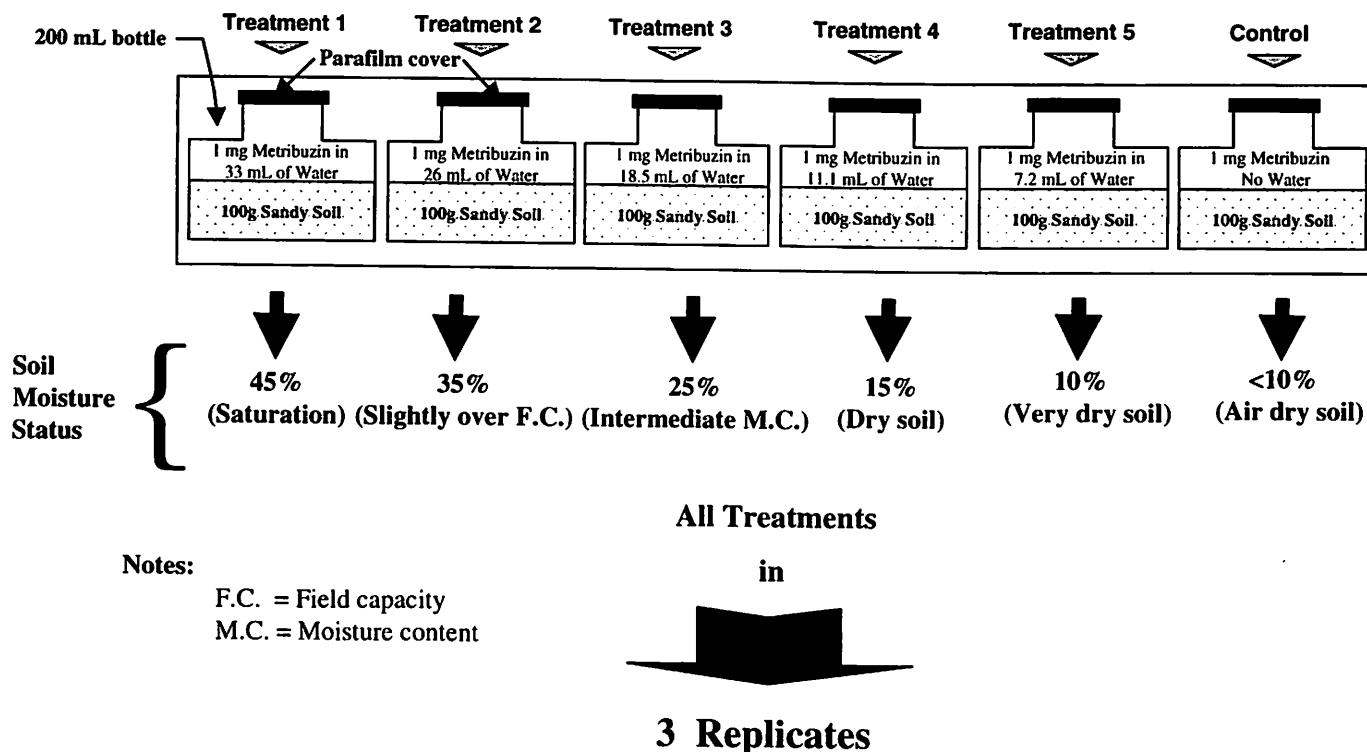 Treatment 1 Treatment 2 Treatment 3 Treatment 4 Treatment 5 Control
200 mL bottle
Parafilm cover
1 mg Metribuzin in 1 mg Metribuzin in 1 mg Metribuzin in 1 mg Metribuzin in 1 mg Metribuzin in 1 mg Metribuzin
33 mL of Water 26 mL of Water 18.5 mL of Water 11.1 mL of Water 7.2 mL of Water No Water
100g Sandy Soil 100g Sandy Soil 100g Sandy Soil 100g Sandy Soil 100g Sandy Soil 100g Sandy Soil
Soil
Moisture
Status
45% 35% 25% 15% 10% <10%
(Saturation) (Slightly over F.C.) (Intermediate M.C.) (Dry soil) (Very dry soil) (Air dry soil)
All Treatments
in
Notes:
F.C. = Field capacity
M.C. = Moisture content
3 Replicates